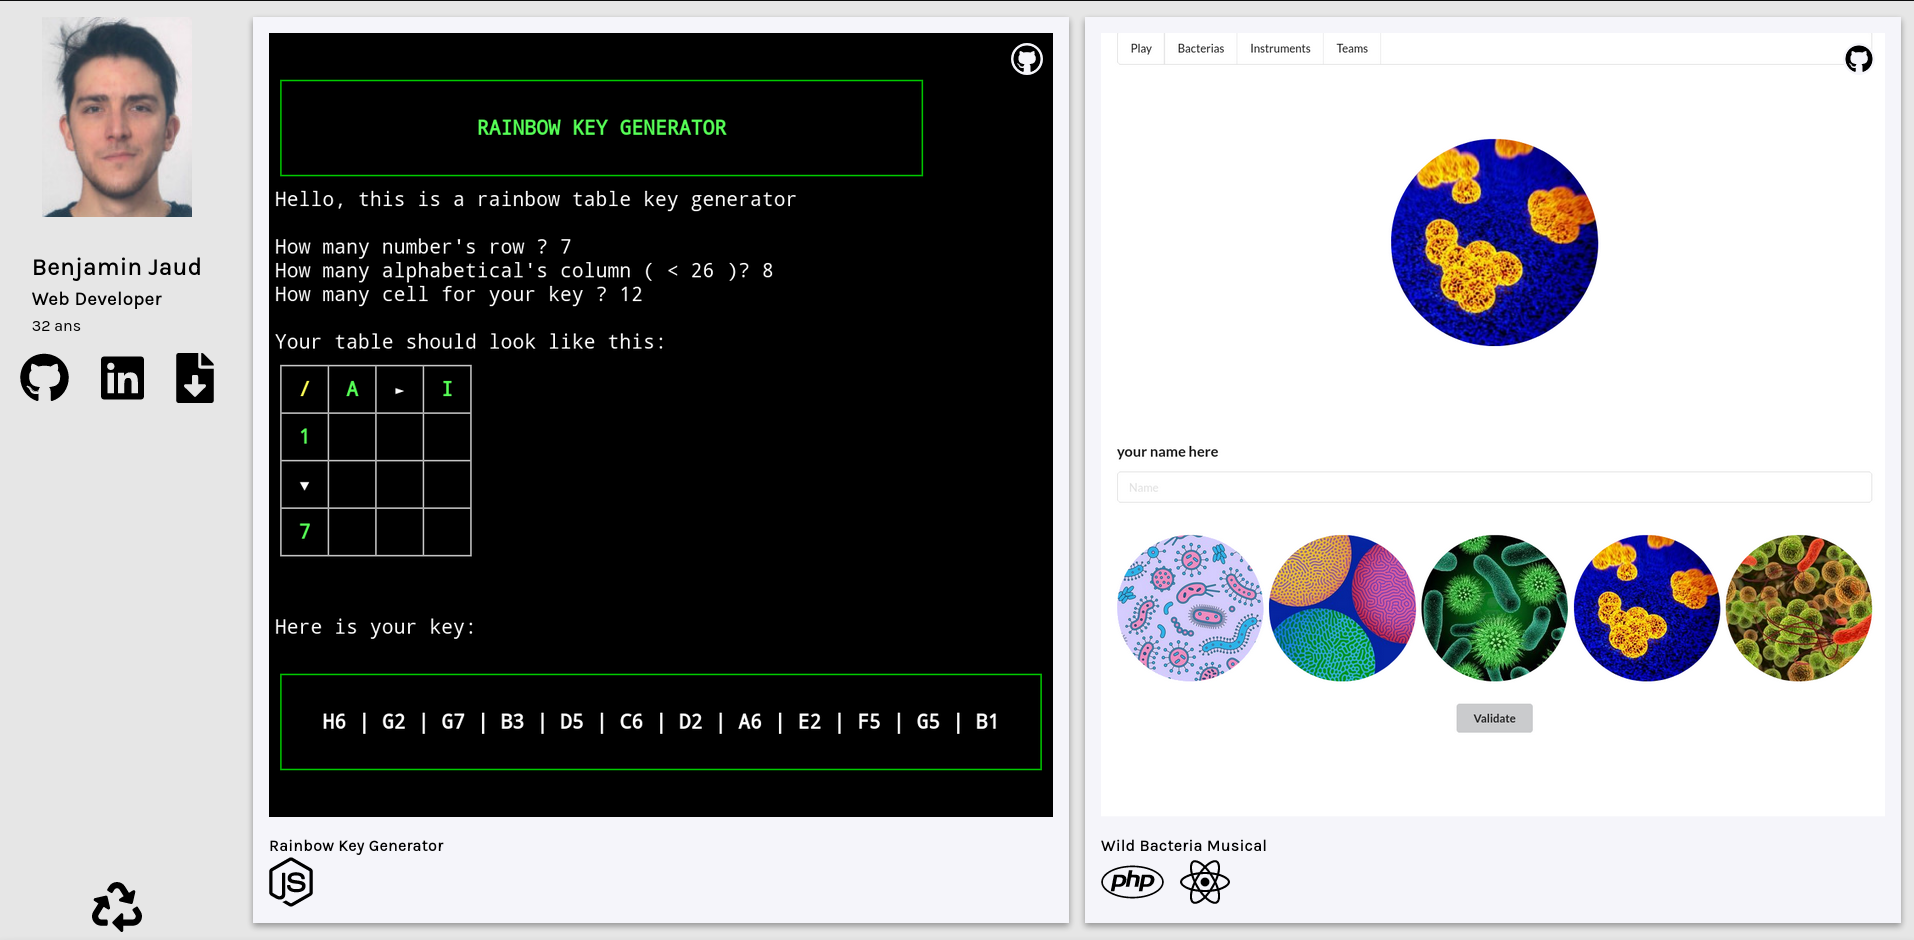 Benjamin Jaud
Web Developer
32 ans
in
RAINBOW KEY GENERATOR
Hello, this is a rainbow table key generator
How many number's row ? 7
How many alphabetical's column ( < 26 )? 8
How many cell for your key ? 12
Your table should look like this:
/ A ► I
1
▼
7
Here is your key:
H6 | G2 | G7 | B3 | D5 | C6 | D2 | A6 | E2 | F5 | G5 | B1
Rainbow Key Generator
JS
Play Bacterias Instruments Teams
your name here
Name
Validate
Wild Bacteria Musical
php